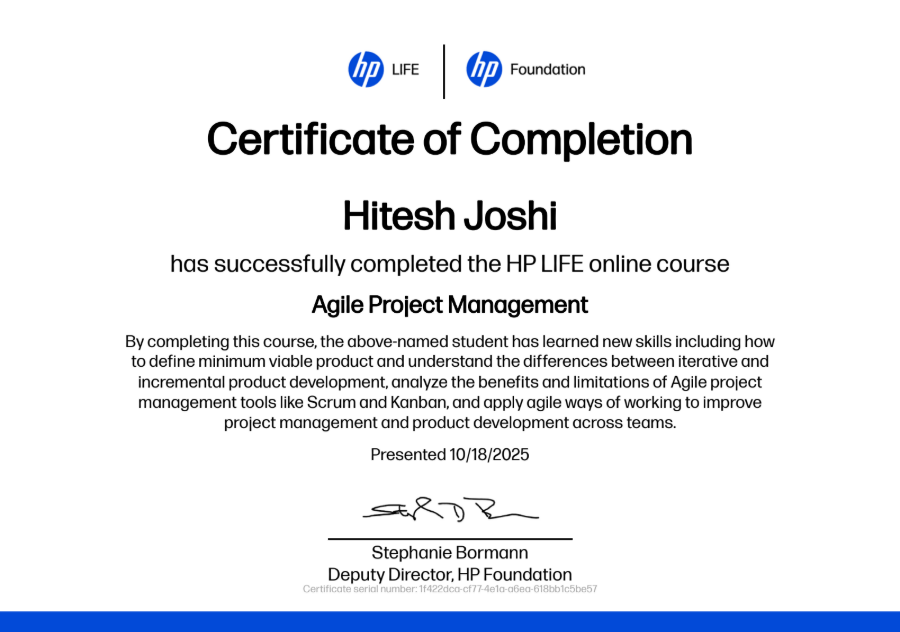 hp LIFE | hp Foundation
Certificate of Completion
Hitesh Joshi
has successfully completed the HP LIFE online course
Agile Project Management
By completing this course, the above-named student has learned new skills including how
to define minimum viable product and understand the differences between iterative and
incremental product development, analyze the benefits and limitations of Agile project
management tools like Scrum and Kanban, and apply agile ways of working to improve
project management and product development across teams.
Presented 10/18/2025
Stephanie Bormann
Deputy Director, HP Foundation
Certificate serial number: 1f422dca-cf77-4e1a-a6ea-618bb1c5be57